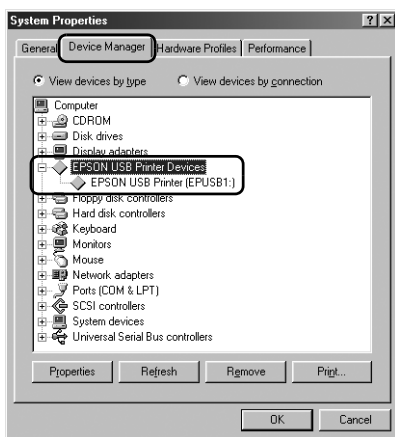 System Properties
General Device Manager Hardware Profiles Performance
View devices by type View devices by connection
Computer
CDROM
Disk drives
Display adapters
EPSON USB Printer Devices
EPSON USB Printer (EPUSB1:)
Floppy disk controllers
Hard disk controllers
Keyboard
Monitors
Mouse
Network adapters
Ports (COM & LPT)
SCSI controllers
System devices
Universal Serial Bus controllers
Properties Refresh Remove Print...
OK Cancel